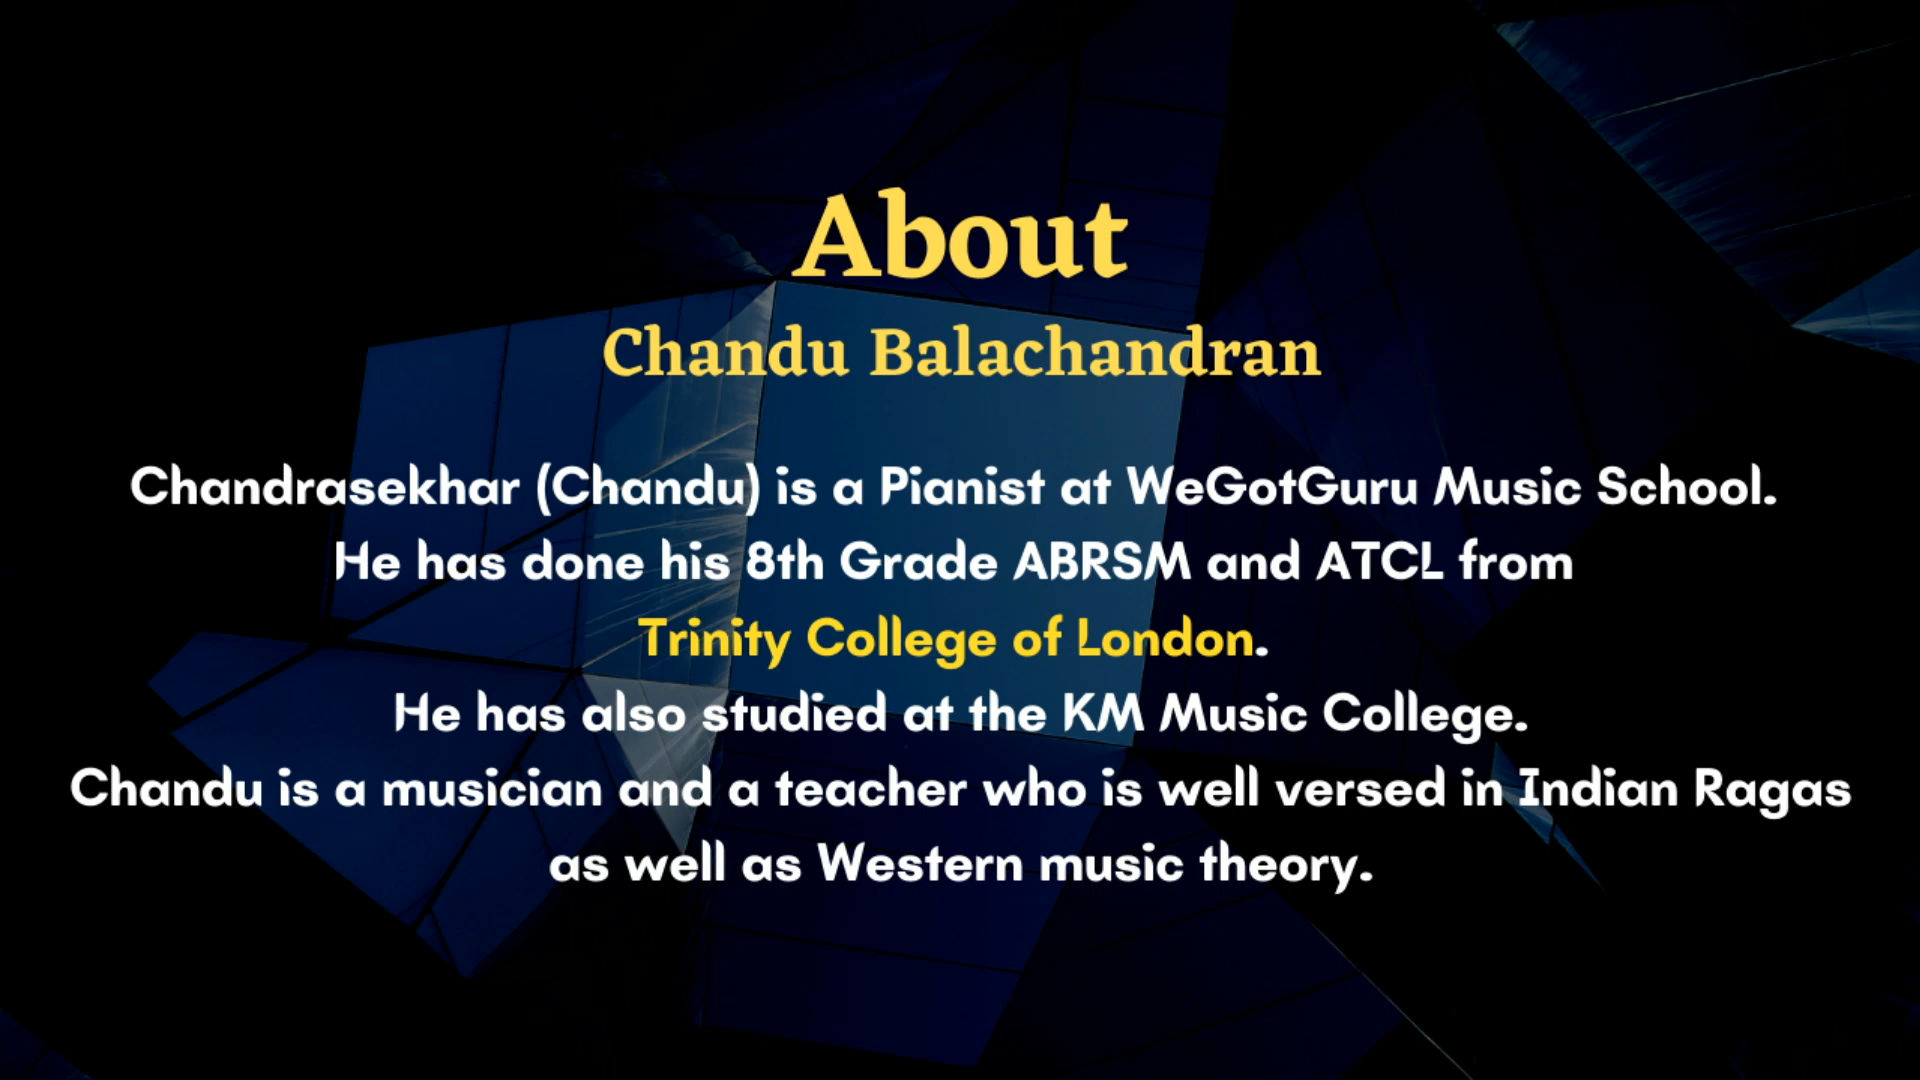 About
Chandu Balachandran
Chandrasekhar (Chandu) is a Pianist at WeGotGuru Music School.
He has done his 8th Grade ABRSM and ATCL from
Trinity College of London.
He has also studied at the KM Music College.
Chandu is a musician and a teacher who is well versed in Indian Ragas
as well as Western music theory.